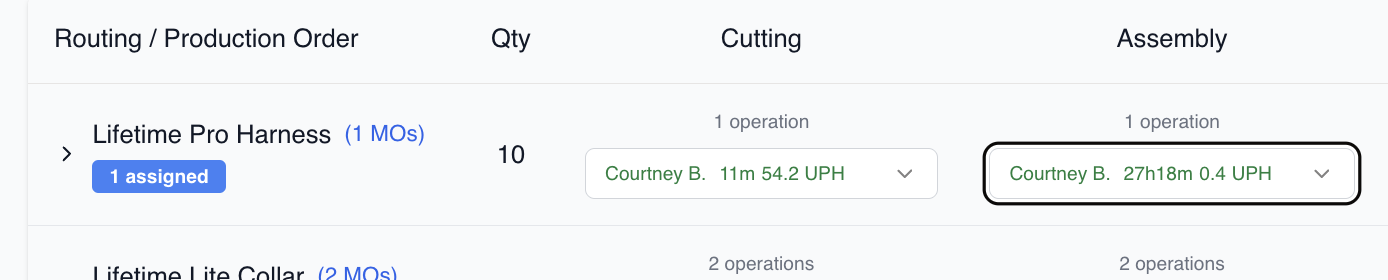 Routing / Production Order Qty Cutting Assembly
1 operation 1 operation
Lifetime Pro Harness (1 MOs)
10
1 assigned
Courtney B. 11m 54.2 UPH
Courtney B. 27h18m 0.4 UPH
2 operations 2 operations
Lifetime Lite Collar (2 MOs)